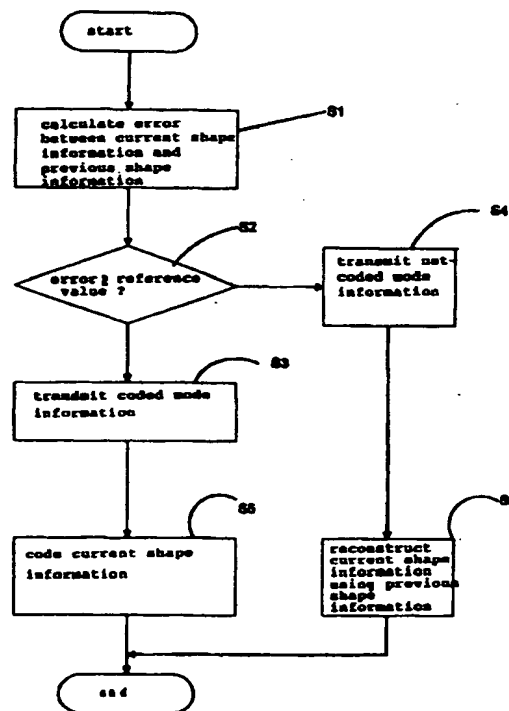 start
S1
calculate error
between current shape
information and
previous shape
information
S2
S4
error≥ reference
value ?
transmit not-
coded mode
information
S3
transmit coded mode
information
S5
code current shape
information
reconstruct
current shape
information
using previous
shape
information
end